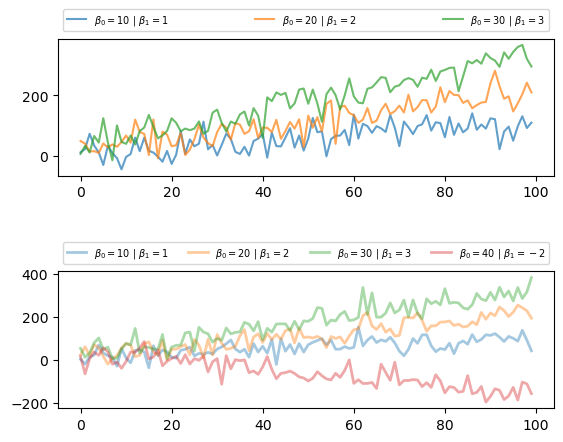 β₀ = 10 | β₁ = 1 β₀ = 20 | β₁ = 2 β₀ = 30 | β₁ = 3
200
0
0 20 40 60 80 100
β₀ = 10 | β₁ = 1 β₀ = 20 | β₁ = 2 β₀ = 30 | β₁ = 3 β₀ = 40 | β₁ = −2
400
200
0
−200
0 20 40 60 80 100